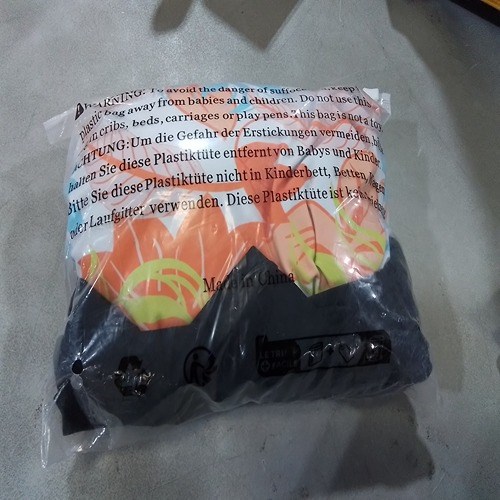 WARNING: To avoid the danger of keep
plastic bag away from babies and children. Do not use this
in cribs, beds, carriages or play pens. This bag is not a toy
ACHTUNG: Um die Gefahr der Erstickungen vermeiden,
halten Sie diese Plastiktüte entfernt von Babys und Kinder
Bitte Sie diese Plastiktüte nicht in Kinderbett, Betten,
oder Laufgitter verwenden. Diese Plastiktüte ist kein
Made in China